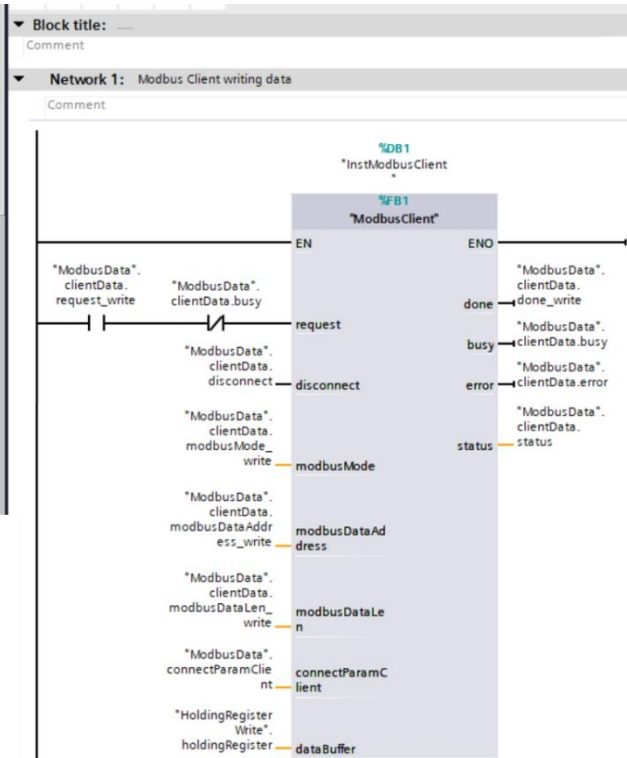 Block title: .....
Comment
Network 1: Modbus Client writing data
Comment
%DB1
"InstModbusClient
"
%FB1
"ModbusClient"
EN
ENO
"ModbusData".
clientData.
request_write
"ModbusData".
clientData.busy
request
"ModbusData".
clientData.
disconnect
disconnect
"ModbusData".
clientData.
modbusMode_
write
modbusMode
"ModbusData".
clientData.
modbusDataAddr
ess_write
modbusDataAd
dress
"ModbusData".
clientData.
modbusDataLen_
write
modbusDataLe
n
"ModbusData".
connectParamClie
nt
connectParamC
lient
"HoldingRegister
Write".
holdingRegister
dataBuffer
done
"ModbusData".
clientData.
done_write
busy
"ModbusData".
clientData.busy
error
"ModbusData".
clientData.error
status
"ModbusData".
clientData.
status